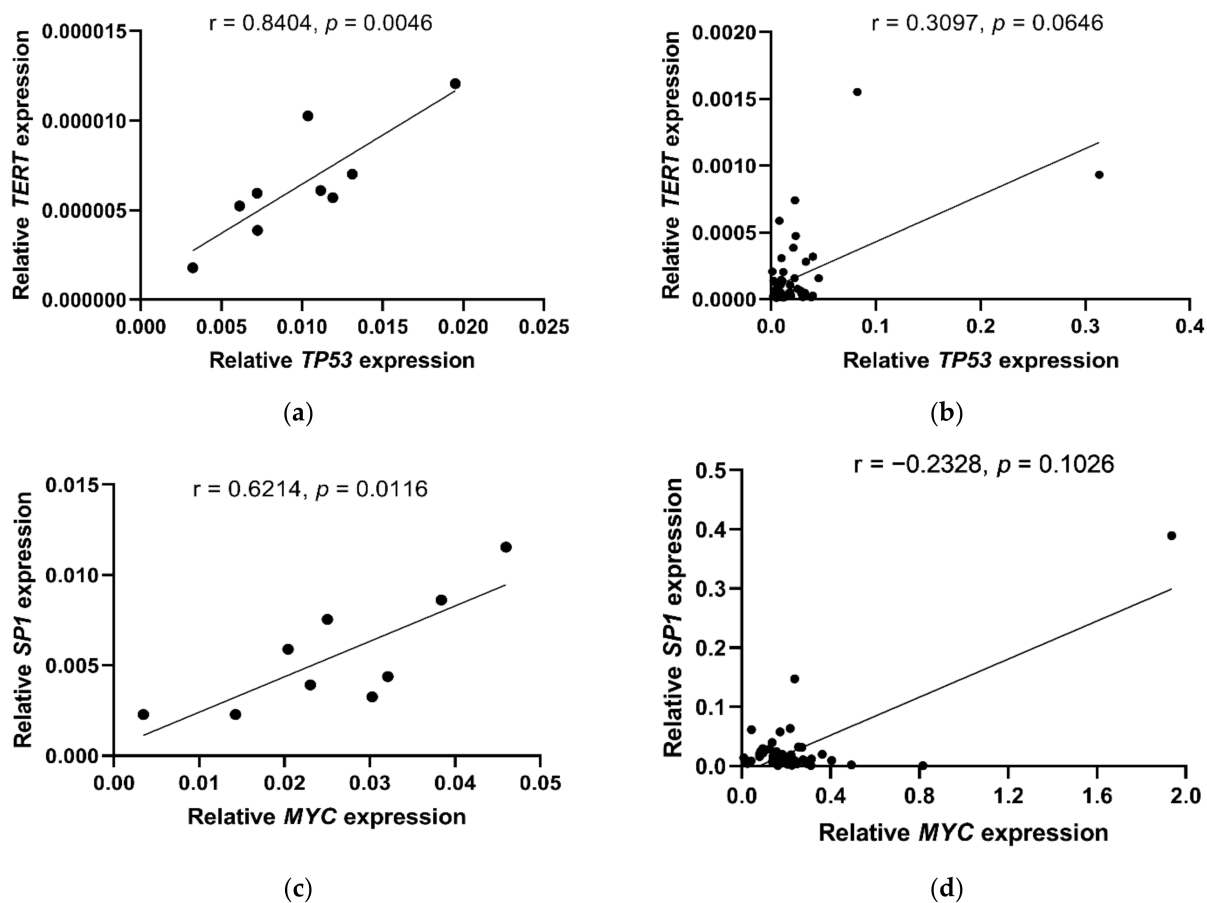 r = 0.8404, p = 0.0046
0.000015
0.000010
0.000005
0.000000
Relative TERT expression
0.000 0.005 0.010 0.015 0.020 0.025
Relative TP53 expression
(a)
r = 0.3097, p = 0.0646
0.0020
0.0015
0.0010
0.0005
0.0000
Relative TERT expression
0.0 0.1 0.2 0.3 0.4
Relative TP53 expression
(b)
r = 0.6214, p = 0.0116
0.015
0.010
0.005
0.000
Relative SP1 expression
0.00 0.01 0.02 0.03 0.04 0.05
Relative MYC expression
(c)
r = −0.2328, p = 0.1026
0.5
0.4
0.3
0.2
0.1
0.0
Relative SP1 expression
0.0 0.4 0.8 1.2 1.6 2.0
Relative MYC expression
(d)